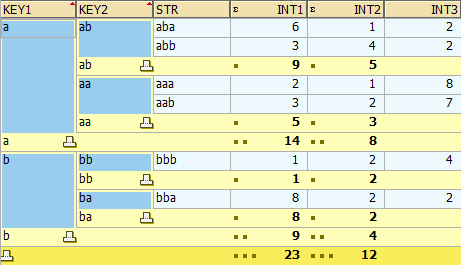 KEY1 KEY2 STR Σ INT1 Σ INT2 INT3
a ab aba 6 1 2
abb 3 4 2
ab 9 5
aa aaa 2 1 8
aab 3 2 7
aa 5 3
a 14 8
b bb bbb 1 2 4
bb 1 2
ba bba 8 2 2
ba 8 2
b 9 4
23 12